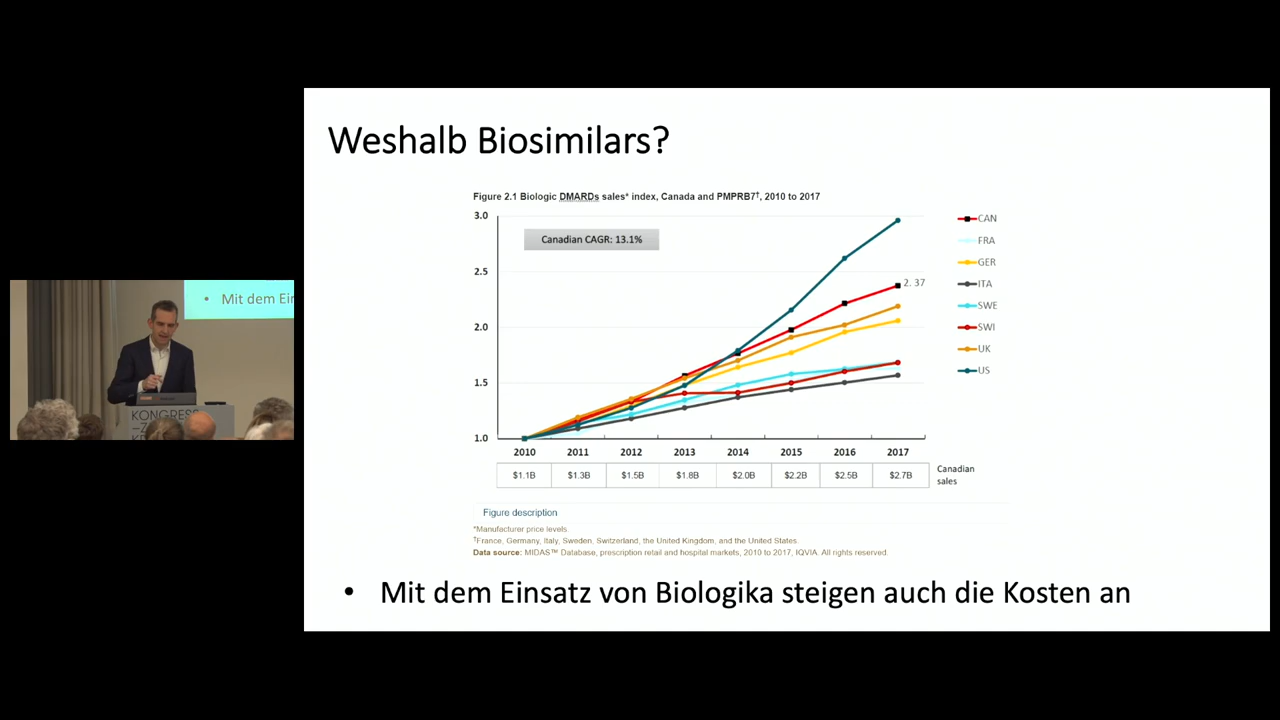 Weshalb Biosimilars?
Figure 2.1 Biologic DMARDs sales* index, Canada and PMPRB7†, 2010 to 2017
3.0
Canadian CAGR: 13.1%
2.5
2.0
1.5
1.0
2. 37
CAN
FRA
GER
ITA
SWE
SWI
UK
US
2010 2011 2012 2013 2014 2015 2016 2017
$1.1B $1.3B $1.5B $1.8B $2.0B $2.2B $2.5B $2.7B
Canadian
sales
Figure description
*Manufacturer price levels.
†France, Germany, Italy, Sweden, Switzerland, the United Kingdom, and the United States.
Data source: MIDAS™ Database, prescription retail and hospital markets, 2010 to 2017, IQVIA. All rights reserved.
• Mit dem Einsatz von Biologika steigen auch die Kosten an
• Mit dem Ein
KONGRESS